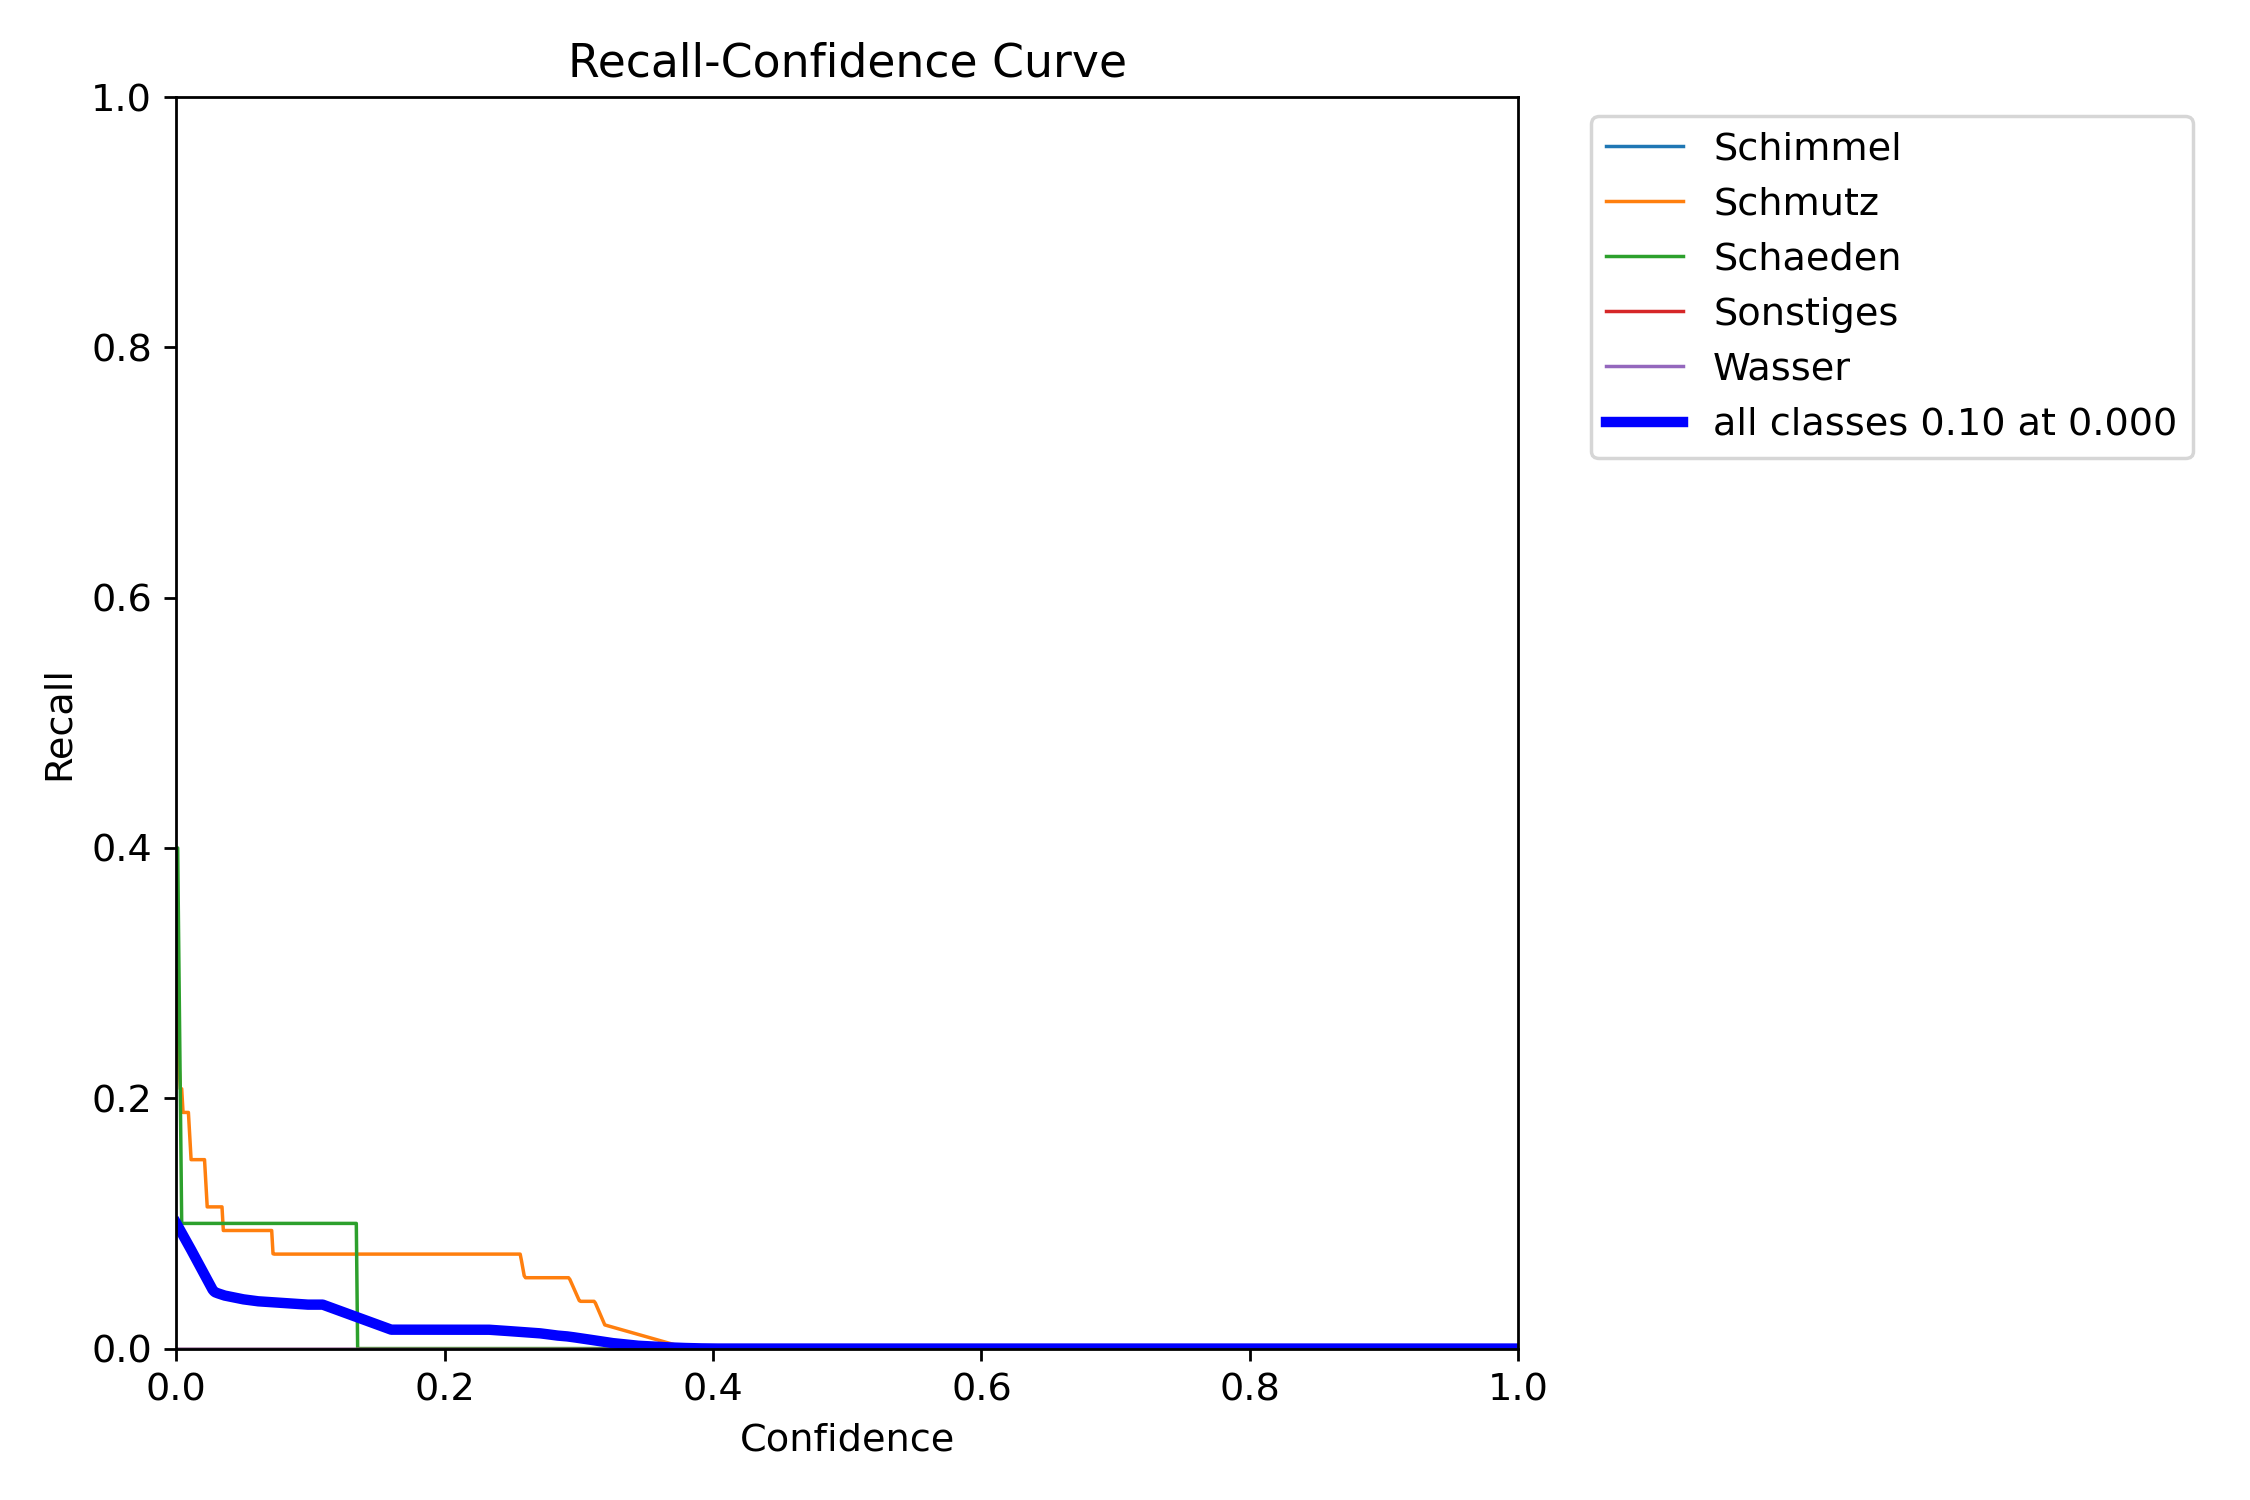 Recall-Confidence Curve
1.0
0.8
0.6
0.4
0.2
0.0
Recall
0.0 0.2 0.4 0.6 0.8 1.0
Confidence
Schimmel
Schmutz
Schaeden
Sonstiges
Wasser
all classes 0.10 at 0.000